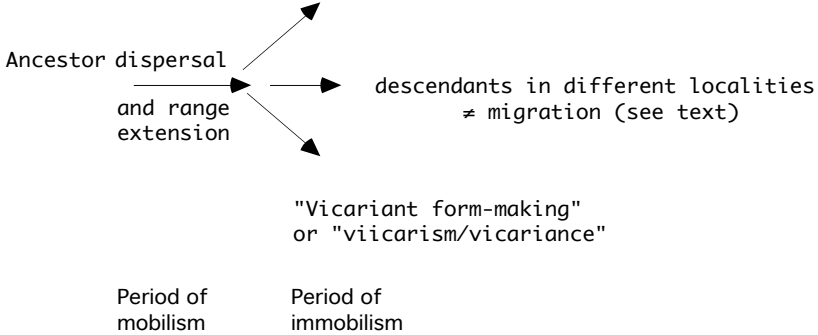 Ancestor dispersal
and range
extension
descendants in different localities
≠ migration (see text)
"Vicariant form-making"
or "viicarism/vicariance"
Period of
mobilism
Period of
immobilism